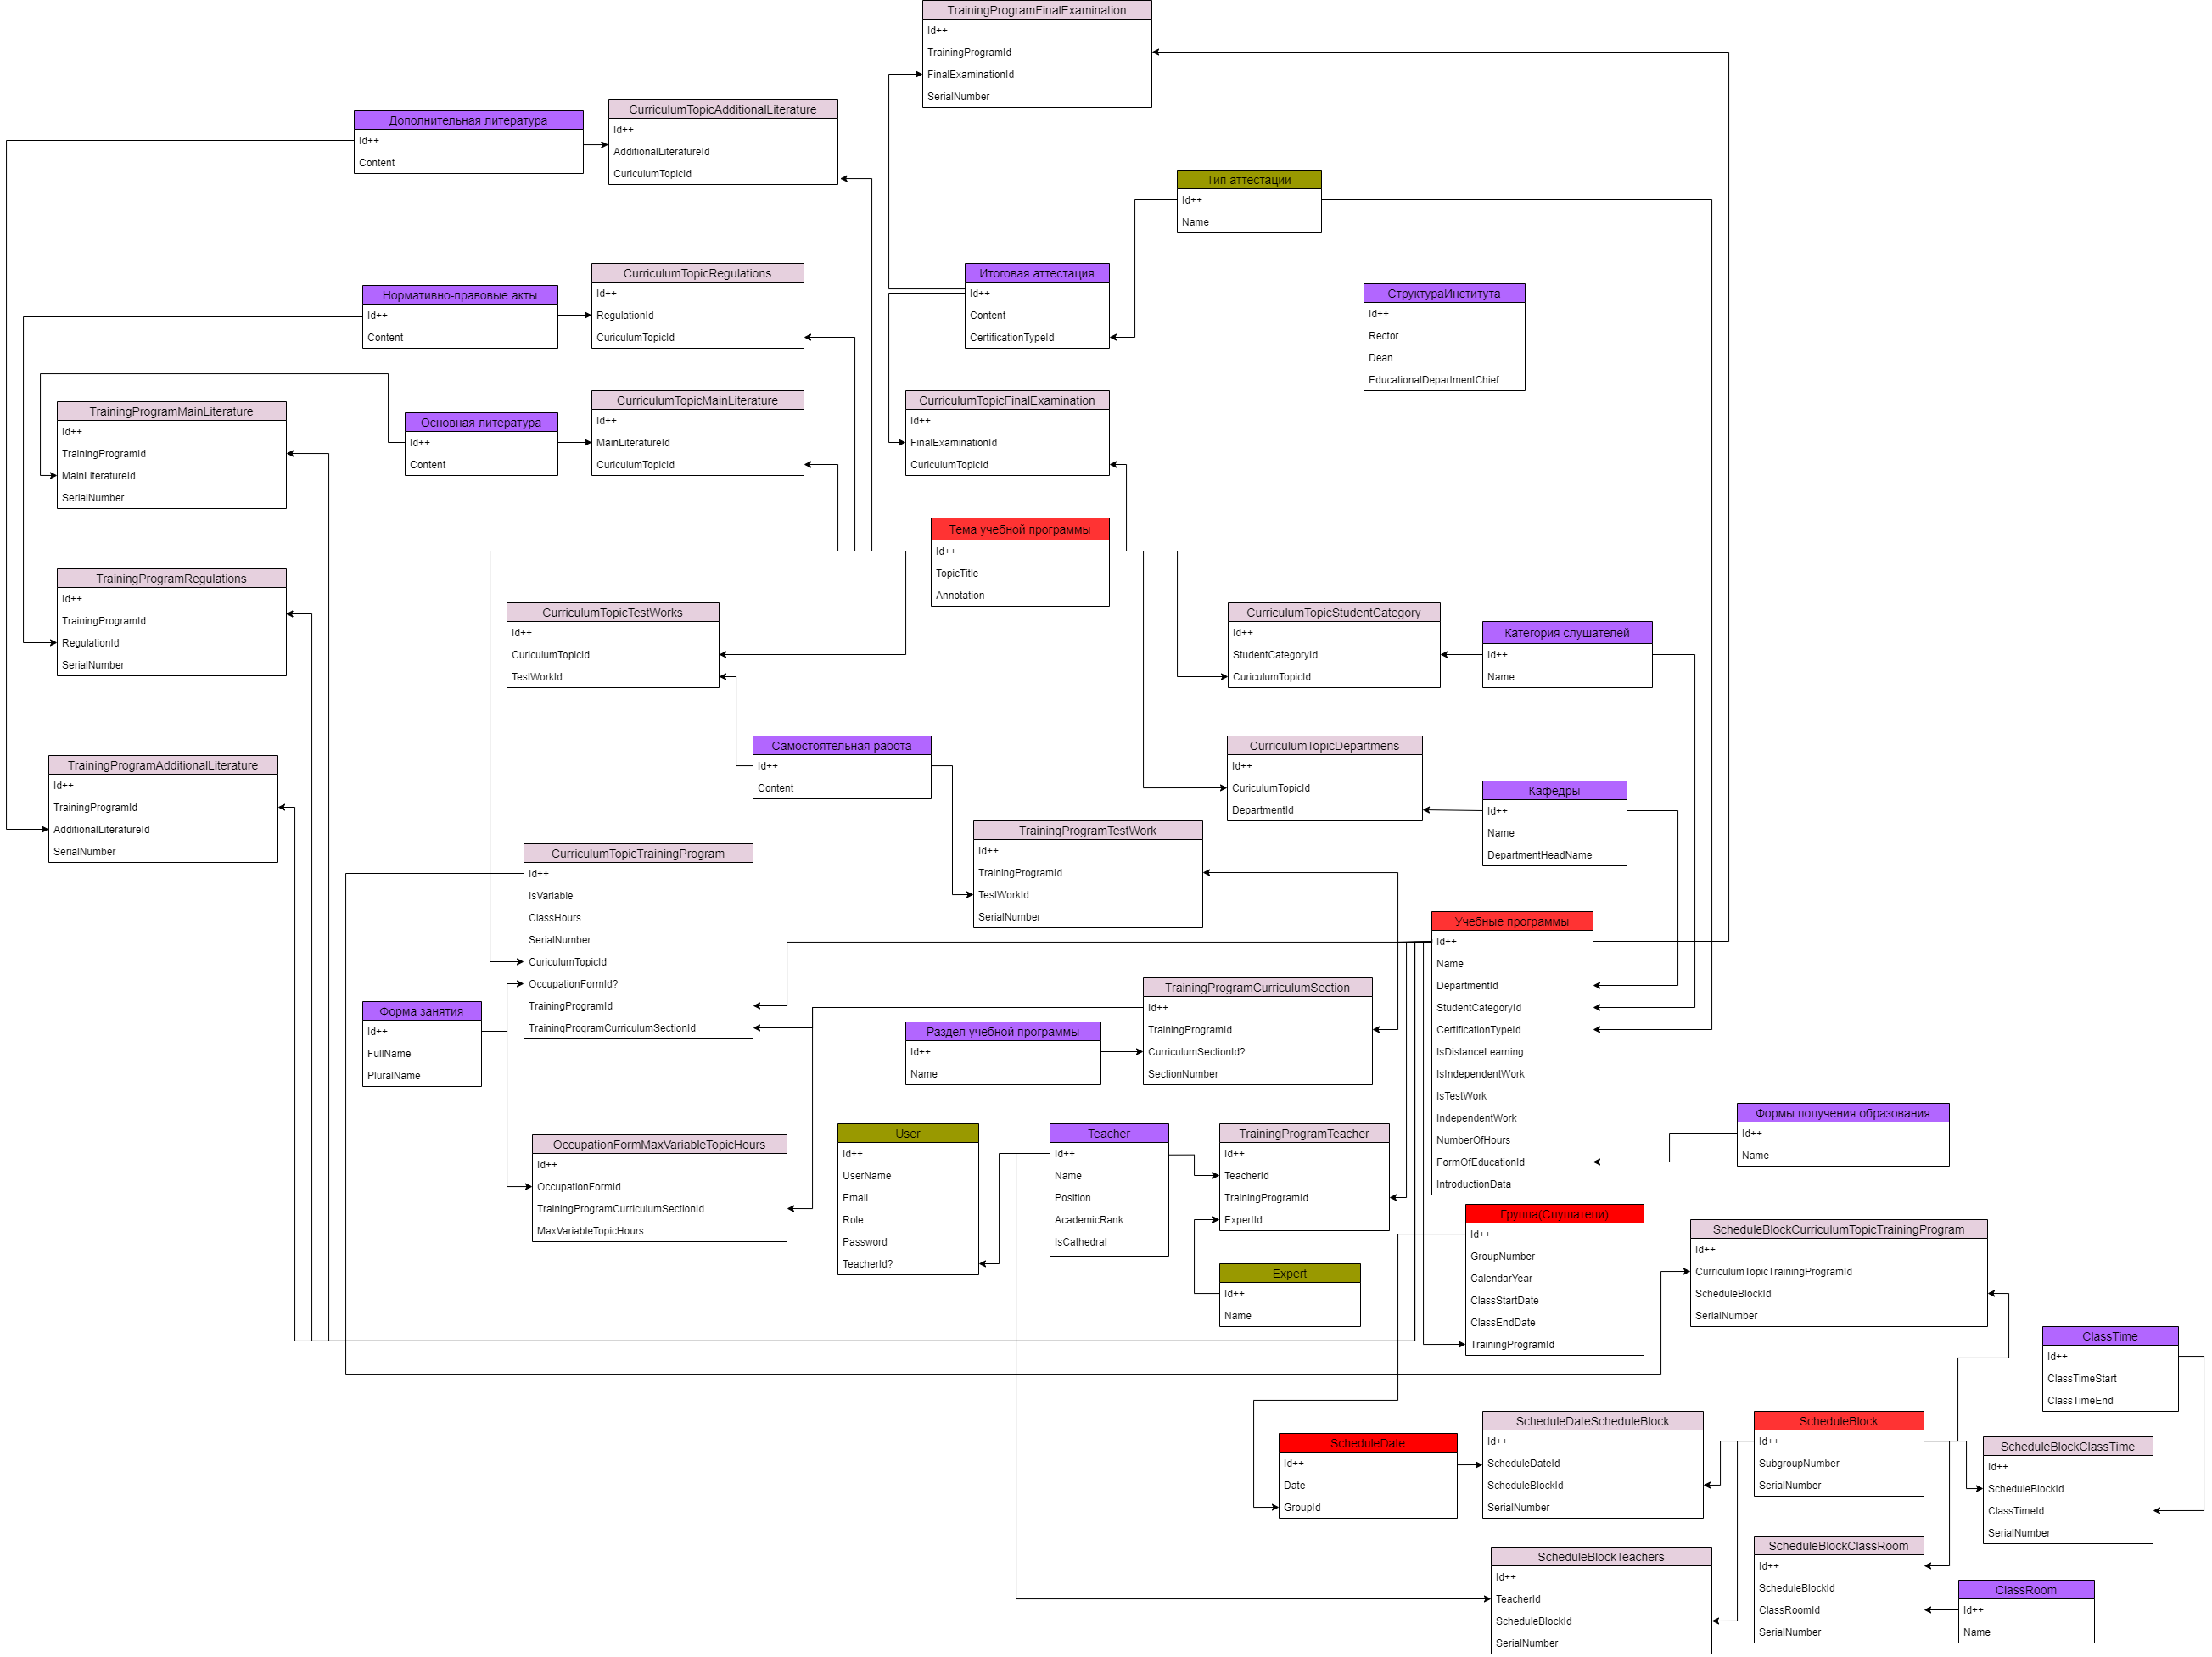 TrainingProgramFinalExamination
Id++
TrainingProgramId
FinalExaminationId
SerialNumber
Дополнительная литература
Id++
Content
CurriculumTopicAdditionalLiterature
Id++
AdditionalLiteratureId
CuriculumTopicId
Тип аттестации
Id++
Name
Нормативно-правовые акты
Id++
Content
CurriculumTopicRegulations
Id++
RegulationId
CuriculumTopicId
Итоговая аттестация
Id++
Content
CertificationTypeId
СтруктураИнститута
Id++
Rector
Dean
EducationalDepartmentChief
TrainingProgramMainLiterature
Id++
TrainingProgramId
MainLiteratureId
SerialNumber
Основная литература
Id++
Content
CurriculumTopicMainLiterature
Id++
MainLiteratureId
CuriculumTopicId
CurriculumTopicFinalExamination
Id++
FinalExaminationId
CuriculumTopicId
Тема учебной программы
Id++
TopicTitle
Annotation
TrainingProgramRegulations
Id++
TrainingProgramId
RegulationId
SerialNumber
CurriculumTopicTestWorks
Id++
CuriculumTopicId
TestWorkId
CurriculumTopicStudentCategory
Id++
StudentCategoryId
CuriculumTopicId
Категория слушателей
Id++
Name
TrainingProgramAdditionalLiterature
Id++
TrainingProgramId
AdditionalLiteratureId
SerialNumber
Самостоятельная работа
Id++
Content
CurriculumTopicDepartmens
Id++
CuriculumTopicId
DepartmentId
Кафедры
Id++
Name
DepartmentHeadName
TrainingProgramTestWork
Id++
TrainingProgramId
TestWorkId
SerialNumber
CurriculumTopicTrainingProgram
Id++
IsVariable
ClassHours
SerialNumber
CuriculumTopicId
OccupationFormId?
TrainingProgramId
TrainingProgramCurriculumSectionId
Учебные программы
Id++
Name
DepartmentId
StudentCategoryId
CertificationTypeId
IsDistanceLearning
IsIndependentWork
IsTestWork
IndependentWork
NumberOfHours
FormOfEducationId
IntroductionData
Форма занятия
Id++
FullName
PluralName
Раздел учебной программы
Id++
Name
TrainingProgramCurriculumSection
Id++
TrainingProgramId
CurriculumSectionId?
SectionNumber
Формы получения образования
Id++
Name
OccupationFormMaxVariableTopicHours
Id++
OccupationFormId
TrainingProgramCurriculumSectionId
MaxVariableTopicHours
User
Id++
UserName
Email
Role
Password
TeacherId?
Teacher
Id++
Name
Position
AcademicRank
IsCathedral
TrainingProgramTeacher
Id++
TeacherId
TrainingProgramId
ExpertId
Expert
Id++
Name
Группа(Слушатели)
Id++
GroupNumber
CalendarYear
ClassStartDate
ClassEndDate
TrainingProgramId
ScheduleBlockCurriculumTopicTrainingProgram
Id++
CurriculumTopicTrainingProgramId
ScheduleBlockId
SerialNumber
ClassTime
Id++
ClassTimeStart
ClassTimeEnd
ScheduleDate
Id++
Date
GroupId
ScheduleDateScheduleBlock
Id++
ScheduleDateId
ScheduleBlockId
SerialNumber
ScheduleBlock
Id++
SubgroupNumber
SerialNumber
ScheduleBlockClassTime
Id++
ScheduleBlockId
ClassTimeId
SerialNumber
ScheduleBlockTeachers
Id++
TeacherId
ScheduleBlockId
SerialNumber
ScheduleBlockClassRoom
Id++
ScheduleBlockId
ClassRoomId
SerialNumber
ClassRoom
Id++
Name